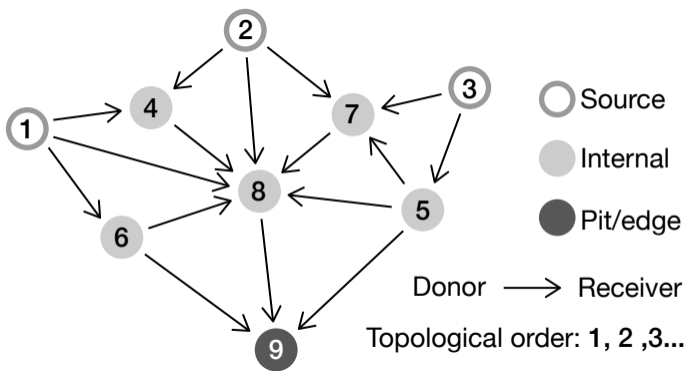 2
3
4
7
1
8
5
6
9
Source
Internal
Pit/edge
Donor
Receiver
Topological order: 1, 2 ,3...